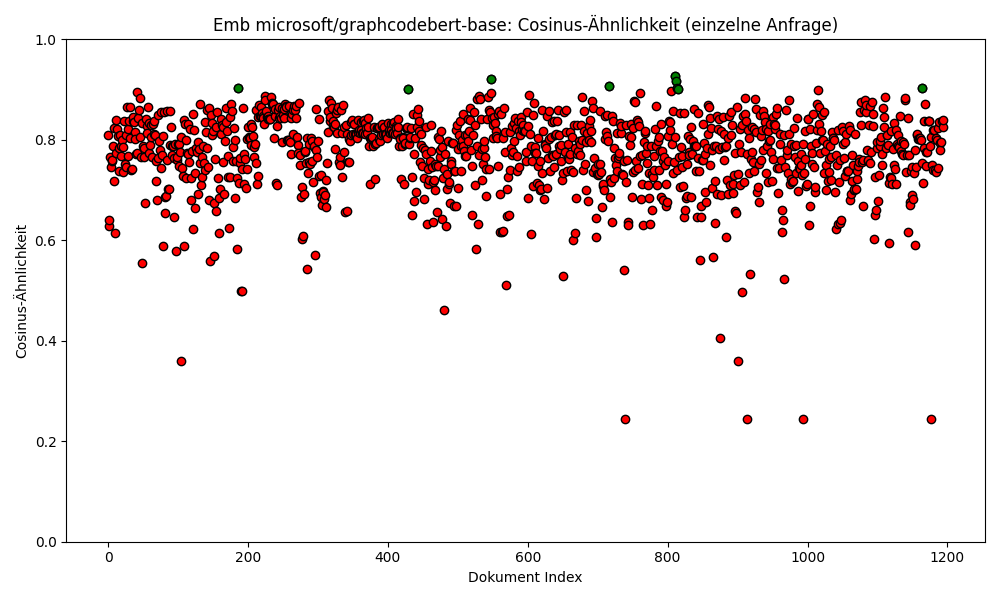 Emb microsoft/graphcodebert-base: Cosinus-Ähnlichkeit (einzelne Anfrage)
1.0
0.8
0.6
0.4
0.2
0.0
Cosinus-Ähnlichkeit
0 200 400 600 800 1000 1200
Dokument Index